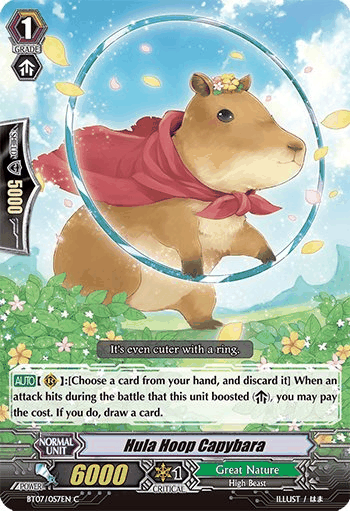 1
GRADE
SHIELD
5000
It's even cuter with a ring.
AUTO [ ]:[Choose a card from your hand, and discard it] When an
attack hits during the battle that this unit boosted ( ), you may pay
the cost. If you do, draw a card.
NORMAL
UNIT
Hula Hoop Capybara
POWER
6000
1
CRITICAL
Great Nature
High Beast
BT07/057EN C
ILLUST / はま